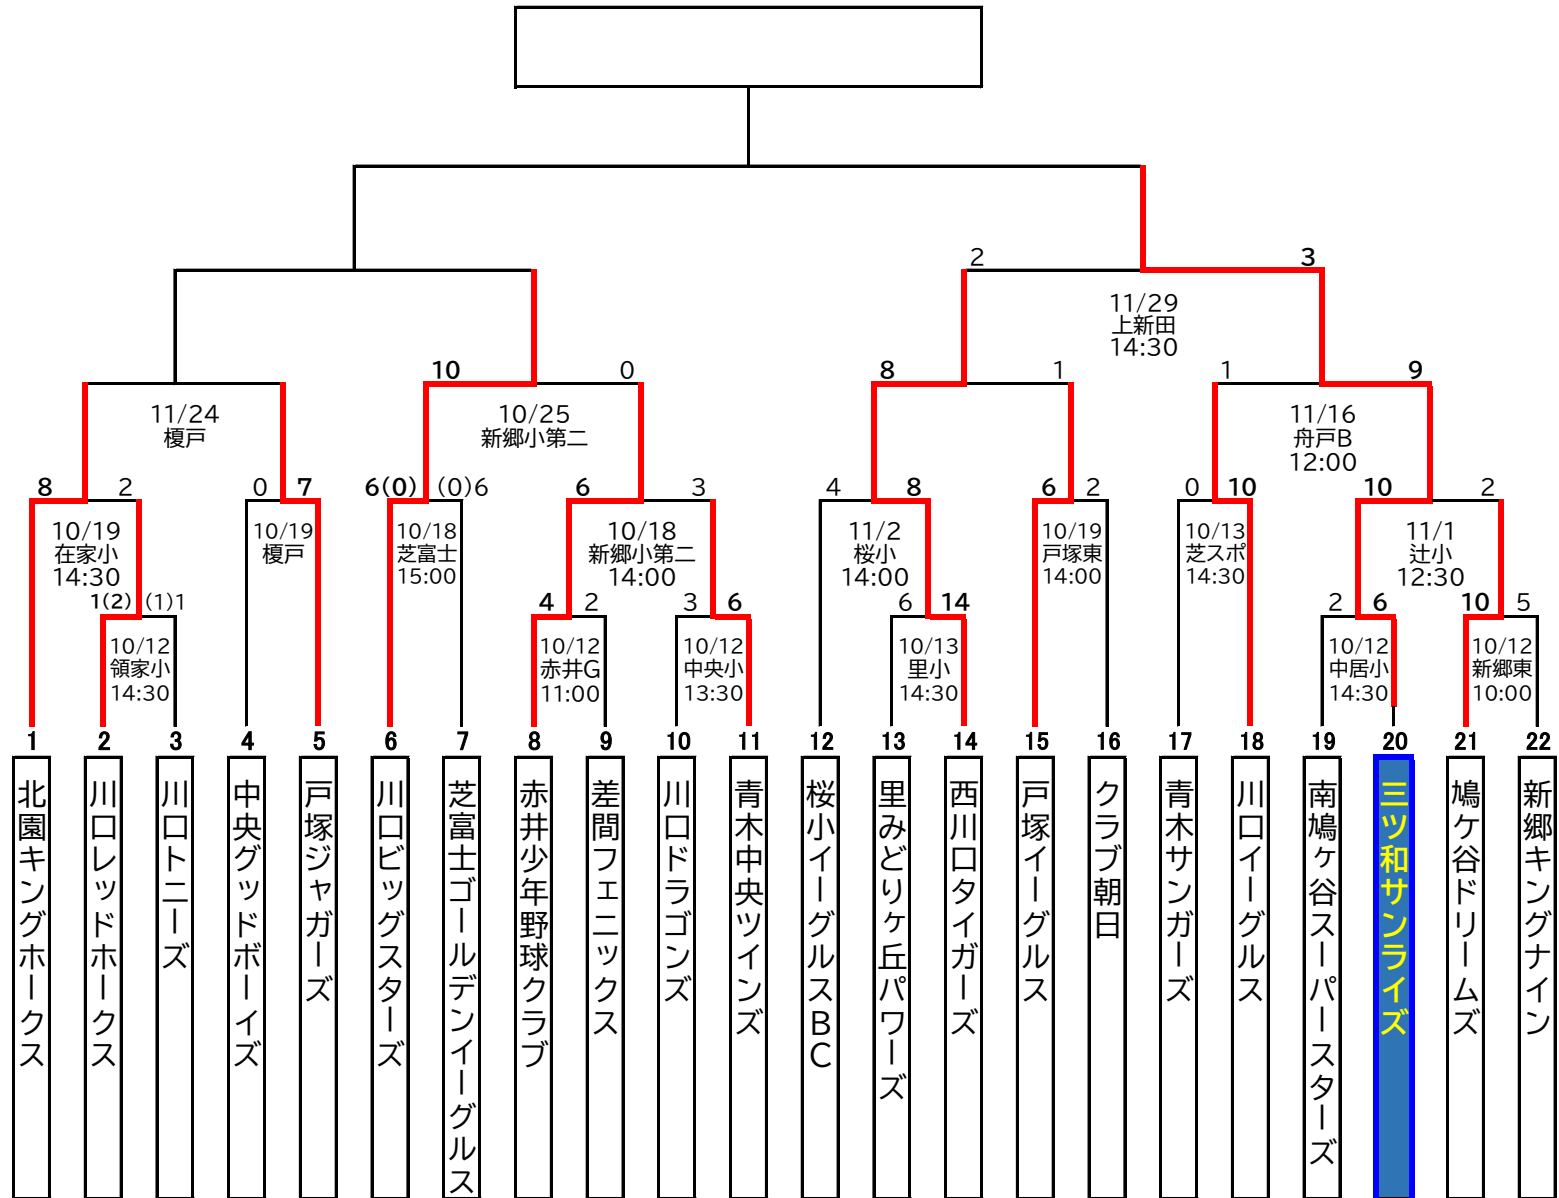 2 3
11/29
上新田
14:30
10 0 8 1 1 9
11/24
榎戸
10/25
新郷小第二
11/16
舟戸B
12:00
8 2 0 7 6(0) (0)6 6 3 4 8 6 2 0 10 10 2
10/19
在家小
14:30
10/19
榎戸
10/18
芝富士
15:00
10/18
新郷小第二
14:00
11/2
桜小
14:00
10/19
戸塚東
14:00
10/13
芝スポ
14:30
11/1
辻小
12:30
1(2) (1)1 4 2 3 6 6 14 2 6 10 5
10/12
領家小
14:30
10/12
赤井G
11:00
10/12
中央小
13:30
10/13
里小
14:30
10/12
中居小
14:30
10/12
新郷東
10:00
1 2 3 4 5 6 7 8 9 10 11 12 13 14 15 16 17 18 19 20 21 22
北園キングホークス
川口レッドホークス
川口トニーズ
中央グッドボーイズ
戸塚ジャガーズ
川口ビッグスターズ
芝富士ゴールデンイーグルス
赤井少年野球クラブ
差間フェニックス
川口ドラゴンズ
青木中央ツインズ
桜小イーグルスBC
里みどりヶ丘パワーズ
西川口タイガーズ
戸塚イーグルス
クラブ朝日
青木サンガーズ
川口イーグルス
南鳩ヶ谷スーパースターズ
三ツ和サンライズ
鳩ケ谷ドリームズ
新郷キングナイン